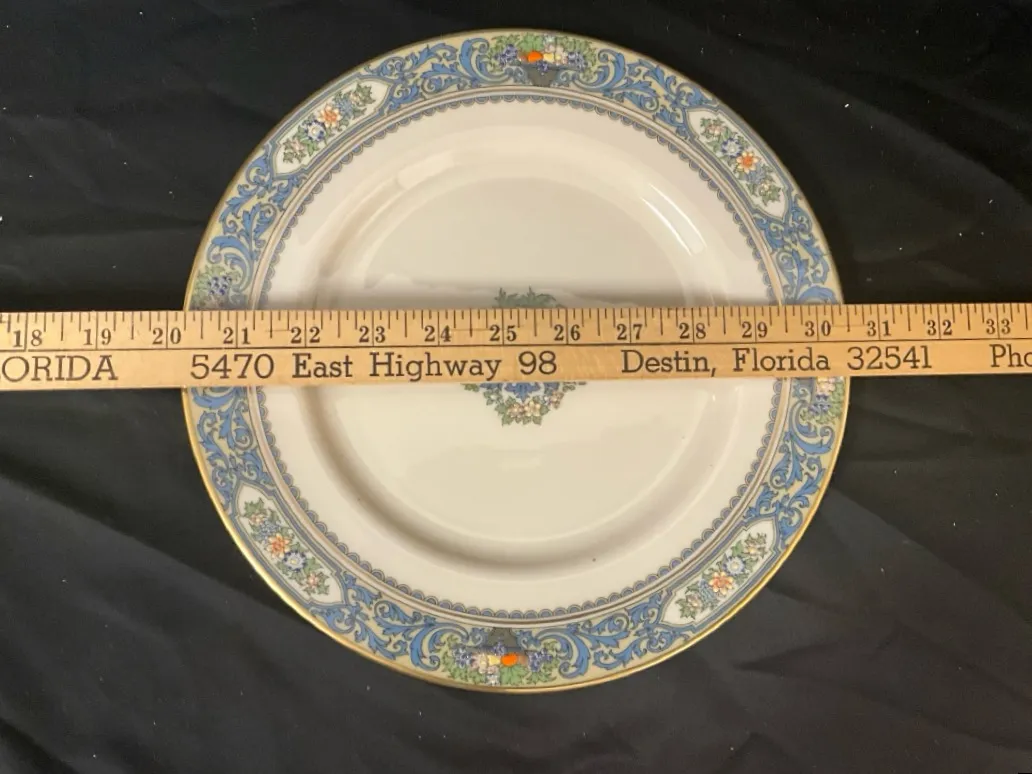 18 19 20 21 22 23 24 25 26 27 28 29 30 31 32 33
ORIDA 5470 East Highway 98 Destin, Florida 32541 Pho